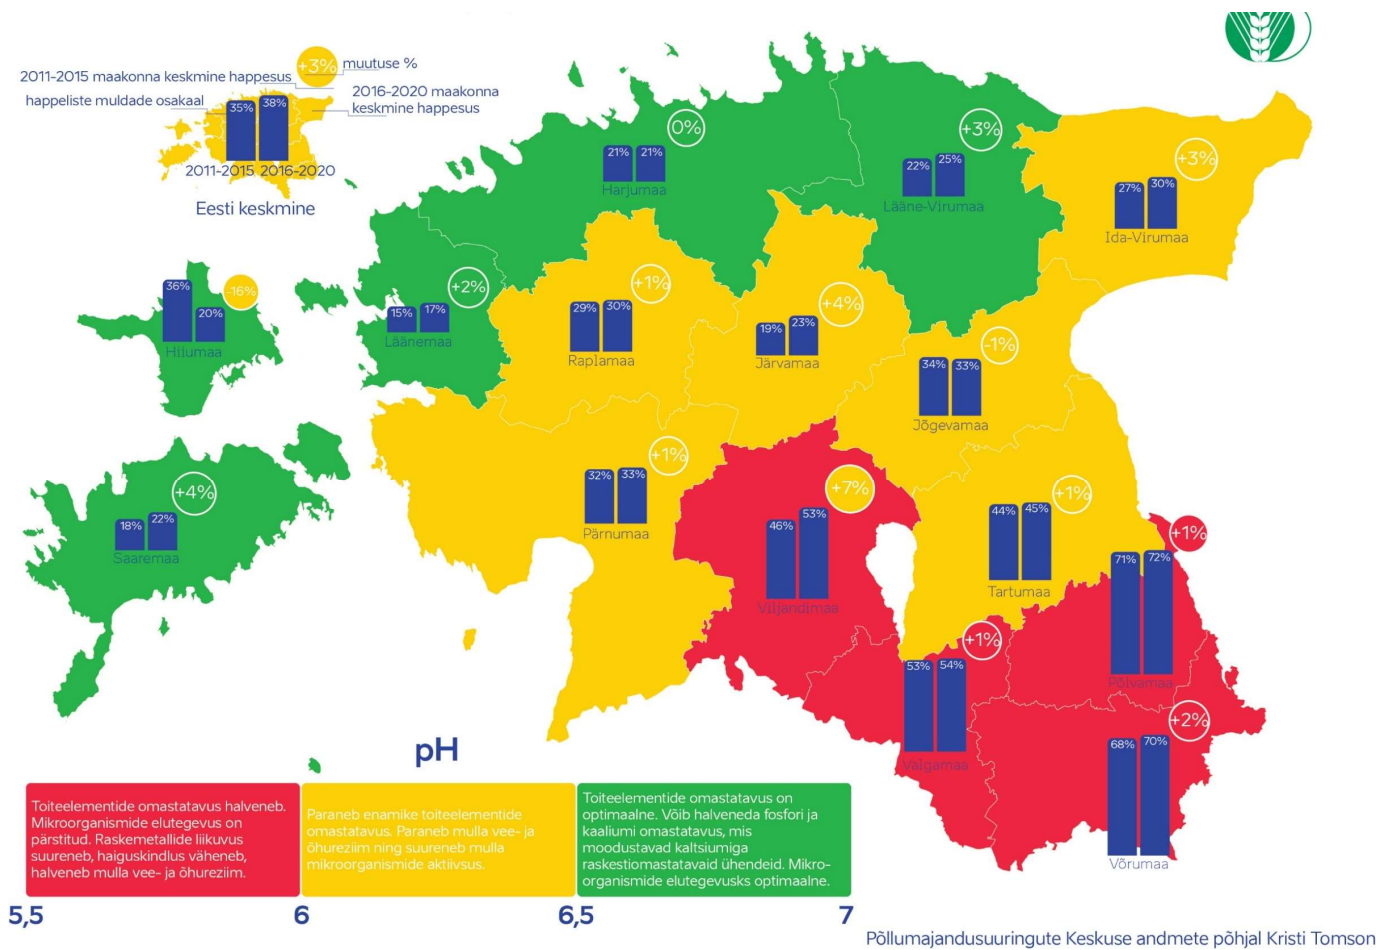 +3%
muutuse %
2011-2015 maakonna keskmine happesus
happeliste muldade osakaal
2016-2020 maakonna
keskmine happesus
35%
38%
2011-2015
2016-2020
Eesti keskmine
0%
21%
21%
Harjumaa
+3%
22%
25%
Lääne-Virumaa
+3%
27%
30%
Ida-Virumaa
36%
-16%
20%
Hiiumaa
+2%
15%
17%
Läänemaa
+1%
29%
30%
Raplamaa
+4%
19%
23%
Järvamaa
-1%
34%
33%
Jõgevamaa
+4%
18%
22%
Saaremaa
+1%
32%
33%
Pärnumaa
+7%
46%
53%
Viljandimaa
+1%
44%
45%
Tartumaa
+1%
71%
72%
Põlvamaa
+1%
53%
54%
Valgamaa
+2%
68%
70%
Võrumaa
pH
Toiteelementide omastatavus halveneb.
Mikroorganismide elutegevus on
pärstitud. Raskemetallide liikuvus
suureneb, haiguskindlus väheneb,
halveneb mulla vee- ja õhureziim.
Paraneb enamike toiteelementide
omastatavus. Paraneb mulla vee- ja
õhureziim ning suureneb mulla
mikroorganismide aktiivsus.
Toiteelementide omastatavus on
optimaalne. Võib halveneda fosfori ja
kaaliumi omastatavus, mis
moodustavad kaltsiumiga
raskestiomastatavaid ühendeid. Mikro-
organismide elutegevusks optimaalne.
5,5
6
6,5
7
Põllumajandusuuringute Keskuse andmete põhjal Kristi Tomson